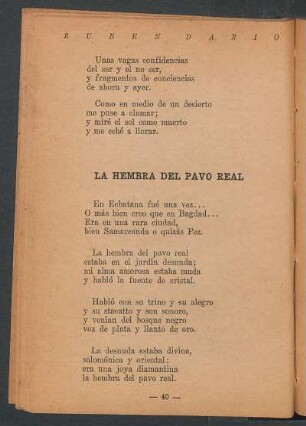 RUBEN DARIO
Unas vagas confidencias
del ser y el no ser,
y fragmentos de conciencias
de ahora y ayer.
Como en medio de un desierto
me puse a clamar;
y miré el sol como muerto
y me eché a llorar.
LA HEMBRA DEL PAVO REAL
En Ecbatana fué una vez...
O más bien creo que en Bagdad...
Era en una rara ciudad,
bien Samarcanda o quizás Fez.
La hembra del pavo real
estaba en el jardín desnuda;
mi alma amorosa estaba muda
y habló la fuente de cristal.
Habló con su trino y su alegro
y su stacatto y son sonoro,
y venían del bosque negro
voz de plata y llanto de oro.
La desnuda estaba divina,
salomónica y oriental:
era una joya diamantina
la hembra del pavo real.
— 40 —